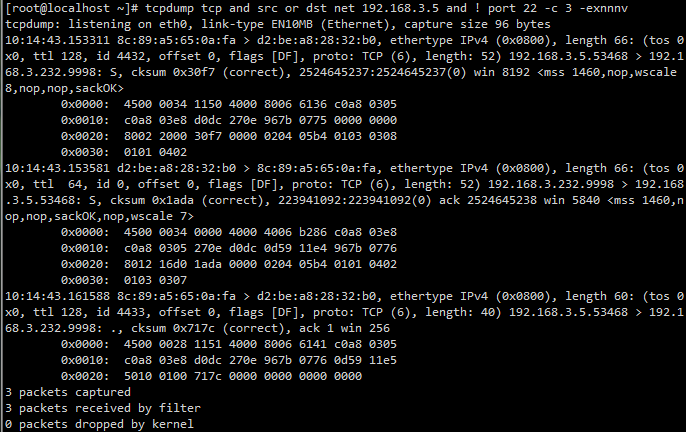 [root@localhost ~]# tcpdump tcp and src or dst net 192.168.3.5 and ! port 22 -c 3 -exnnnv
tcpdump: listening on eth0, link-type EN10MB (Ethernet), capture size 96 bytes
10:14:43.153311 8c:89:a5:65:0a:fa > d2:be:a8:28:32:b0, ethertype IPv4 (0x0800), length 66: (tos 0
x0, ttl 128, id 4432, offset 0, flags [DF], proto: TCP (6), length: 52) 192.168.3.5.53468 > 192.1
68.3.232.9998: S, cksum 0x30f7 (correct), 2524645237:2524645237(0) win 8192 <mss 1460,nop,wscale
8,nop,nop,sackOK>
0x0000: 4500 0034 1150 4000 8006 6136 c0a8 0305
0x0010: c0a8 03e8 d0dc 270e 967b 0775 0000 0000
0x0020: 8002 2000 30f7 0000 0204 05b4 0103 0308
0x0030: 0101 0402
10:14:43.153581 d2:be:a8:28:32:b0 > 8c:89:a5:65:0a:fa, ethertype IPv4 (0x0800), length 66: (tos 0
x0, ttl 64, id 0, offset 0, flags [DF], proto: TCP (6), length: 52) 192.168.3.232.9998 > 192.168
.3.5.53468: S, cksum 0x1ada (correct), 223941092:223941092(0) ack 2524645238 win 5840 <mss 1460,n
op,nop,sackOK,nop,wscale 7>
0x0000: 4500 0034 0000 4000 4006 b286 c0a8 03e8
0x0010: c0a8 0305 270e d0dc 0d59 11e4 967b 0776
0x0020: 8012 16d0 1ada 0000 0204 05b4 0101 0402
0x0030: 0103 0307
10:14:43.161588 8c:89:a5:65:0a:fa > d2:be:a8:28:32:b0, ethertype IPv4 (0x0800), length 60: (tos 0
x0, ttl 128, id 4433, offset 0, flags [DF], proto: TCP (6), length: 40) 192.168.3.5.53468 > 192.1
68.3.232.9998: ., cksum 0x717c (correct), ack 1 win 256
0x0000: 4500 0028 1151 4000 8006 6141 c0a8 0305
0x0010: c0a8 03e8 d0dc 270e 967b 0776 0d59 11e5
0x0020: 5010 0100 717c 0000 0000 0000 0000
3 packets captured
3 packets received by filter
0 packets dropped by kernel